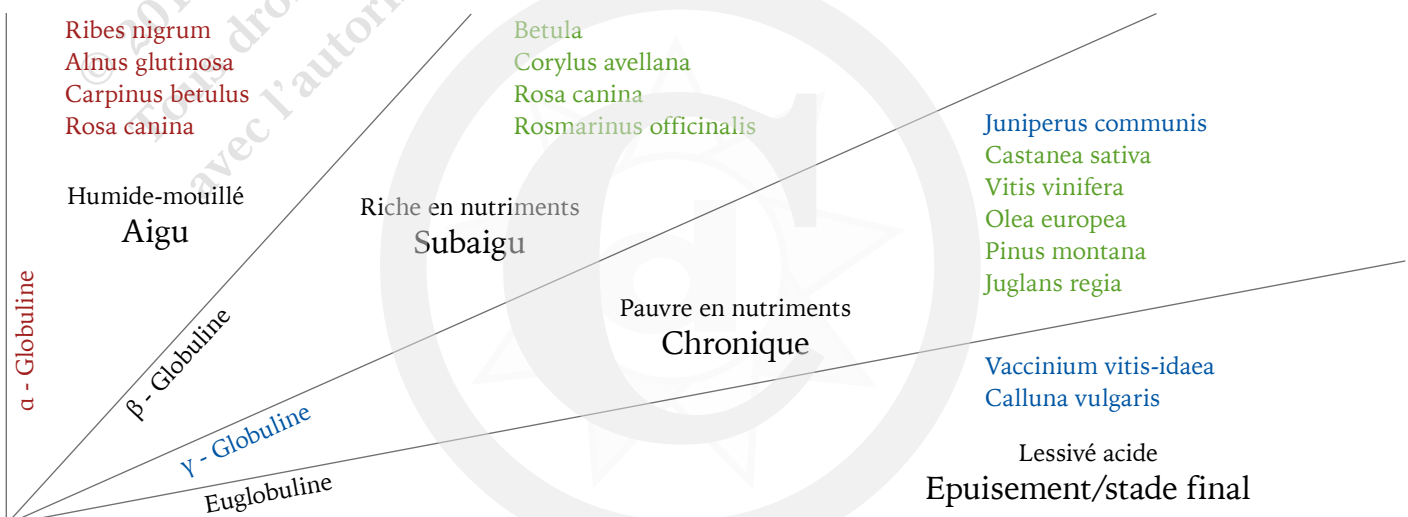 Ribes nigrum
Alnus glutinosa
Carpinus betulus
Rosa canina
Humide-mouillé
Aigu
Betula
Corylus avellana
Rosa canina
Rosmarinus officinalis
Riche en nutriments
Subaigu
Juniperus communis
Castanea sativa
Vitis vinifera
Olea europea
Pinus montana
Juglans regia
Pauvre en nutriments
Chronique
Vaccinium vitis-idaea
Calluna vulgaris
Lessivé acide
Epuisement/stade final
α - Globuline
β - Globuline
γ - Globuline
Euglobuline
©
Tous
avec